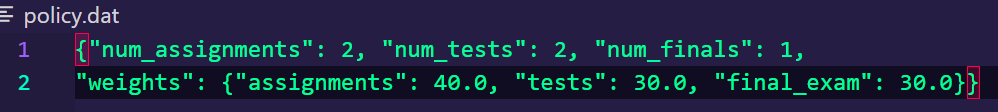 policy.dat
1 {"num_assignments": 2, "num_tests": 2, "num_finals": 1,
2 "weights": {"assignments": 40.0, "tests": 30.0, "final_exam": 30.0}}